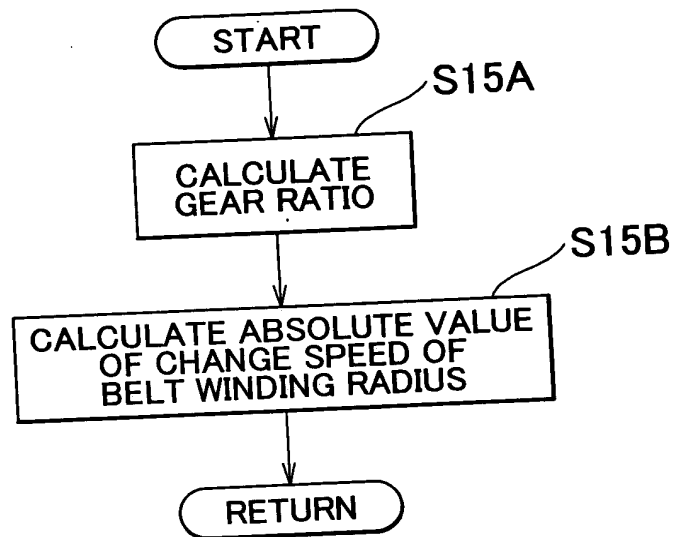 START
S15A
CALCULATE
GEAR RATIO
S15B
CALCULATE ABSOLUTE VALUE
OF CHANGE SPEED OF
BELT WINDING RADIUS
RETURN